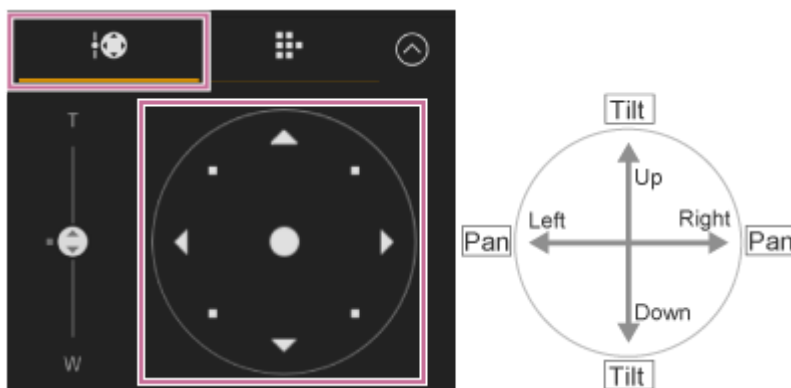 T
W
Tilt
Up
Left
Right
Pan
Pan
Down
Tilt